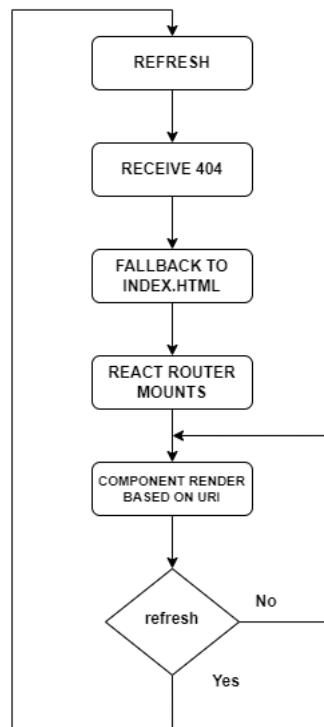 REFRESH
RECEIVE 404
FALLBACK TO
INDEX.HTML
REACT ROUTER
MOUNTS
COMPONENT RENDER
BASED ON URI
refresh
No
Yes